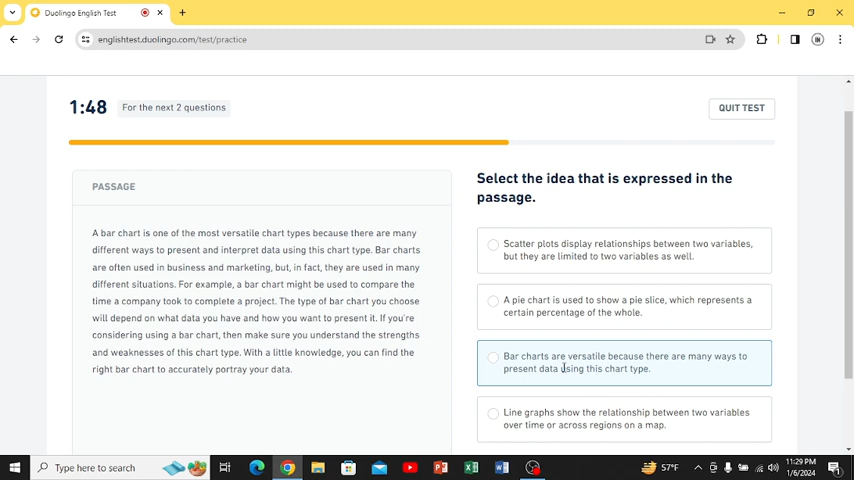 Duolingo English Test
englishtest.duolingo.com/test/practice
1:48
For the next 2 questions
QUIT TEST
PASSAGE
A bar chart is one of the most versatile chart types because there are many
different ways to present and interpret data using this chart type. Bar charts
are often used in business and marketing, but, in fact, they are used in many
different situations. For example, a bar chart might be used to compare the
time a company took to complete a project. The type of bar chart you choose
will depend on what data you have and how you want to present it. If you're
considering using a bar chart, then make sure you understand the strengths
and weaknesses of this chart type. With a little knowledge, you can find the
right bar chart to accurately portray your data.
Select the idea that is expressed in the
passage.
Scatter plots display relationships between two variables,
but they are limited to two variables as well.
A pie chart is used to show a pie slice, which represents a
certain percentage of the whole.
Bar charts are versatile because there are many ways to
present data using this chart type.
Line graphs show the relationship between two variables
over time or across regions on a map.
Type here to search
57°F
11:29 PM
1/6/2024